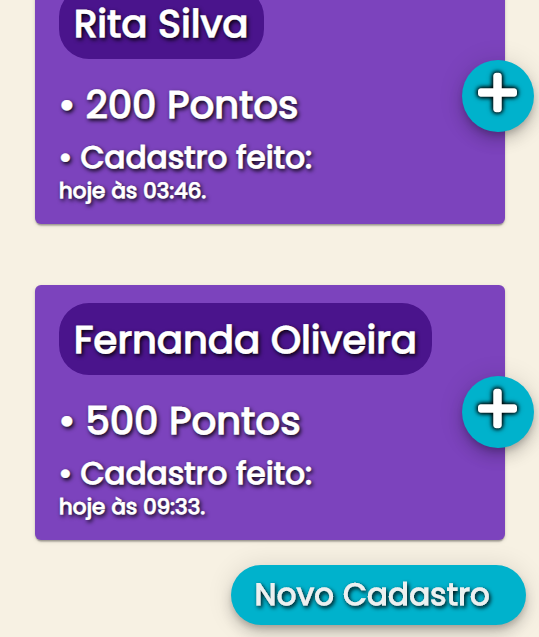 Rita Silva
• 200 Pontos
• Cadastro feito:
hoje às 03:46.
Fernanda Oliveira
• 500 Pontos
• Cadastro feito:
hoje às 09:33.
Novo Cadastro